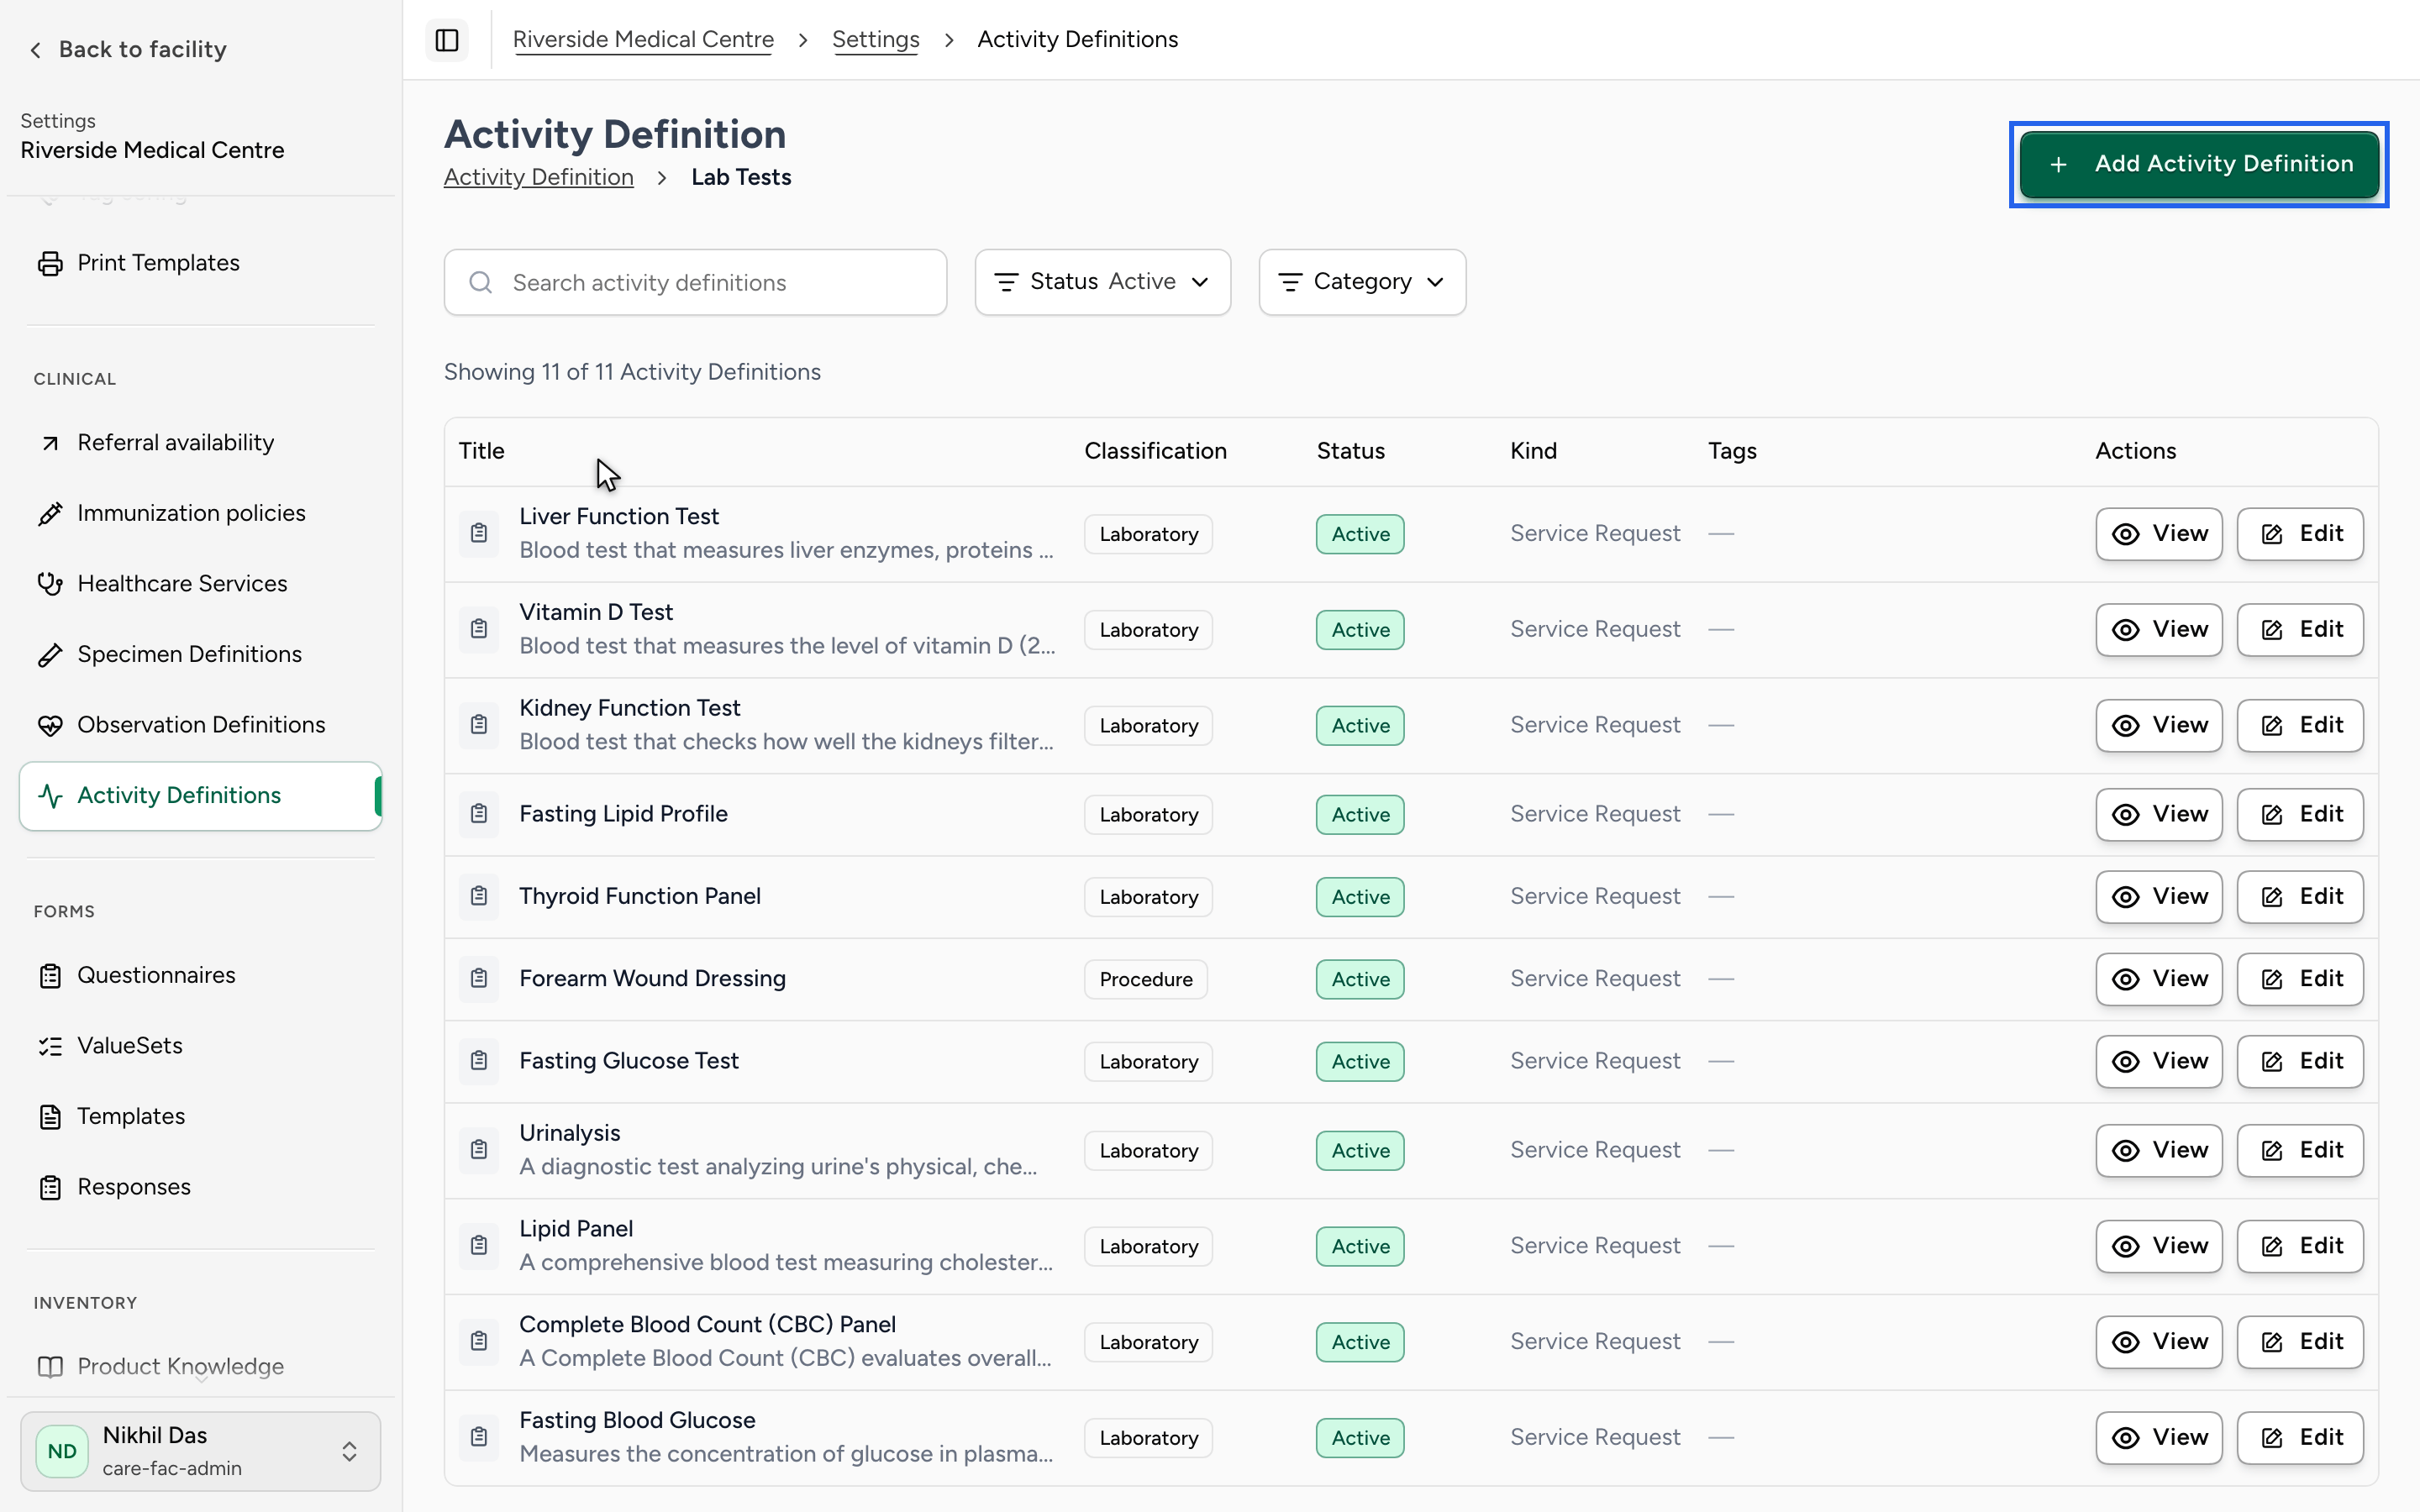 Back to facility
Settings
Riverside Medical Centre
Print Templates
CLINICAL
Referral availability
Immunization policies
Healthcare Services
Specimen Definitions
Observation Definitions
Activity Definitions
FORMS
Questionnaires
ValueSets
Templates
Responses
INVENTORY
Product Knowledge
ND
Nikhil Das
care-fac-admin
Riverside Medical Centre > Settings > Activity Definitions
Activity Definition
Activity Definition > Lab Tests
+ Add Activity Definition
Search activity definitions
Status Active
Category
Showing 11 of 11 Activity Definitions
Title Classification Status Kind Tags Actions
Liver Function Test
Blood test that measures liver enzymes, proteins ...
Laboratory Active Service Request — View Edit
Vitamin D Test
Blood test that measures the level of vitamin D (2...
Laboratory Active Service Request — View Edit
Kidney Function Test
Blood test that checks how well the kidneys filter...
Laboratory Active Service Request — View Edit
Fasting Lipid Profile Laboratory Active Service Request — View Edit
Thyroid Function Panel Laboratory Active Service Request — View Edit
Forearm Wound Dressing Procedure Active Service Request — View Edit
Fasting Glucose Test Laboratory Active Service Request — View Edit
Urinalysis
A diagnostic test analyzing urine's physical, che...
Laboratory Active Service Request — View Edit
Lipid Panel
A comprehensive blood test measuring cholester...
Laboratory Active Service Request — View Edit
Complete Blood Count (CBC) Panel
A Complete Blood Count (CBC) evaluates overall...
Laboratory Active Service Request — View Edit
Fasting Blood Glucose
Measures the concentration of glucose in plasma...
Laboratory Active Service Request — View Edit